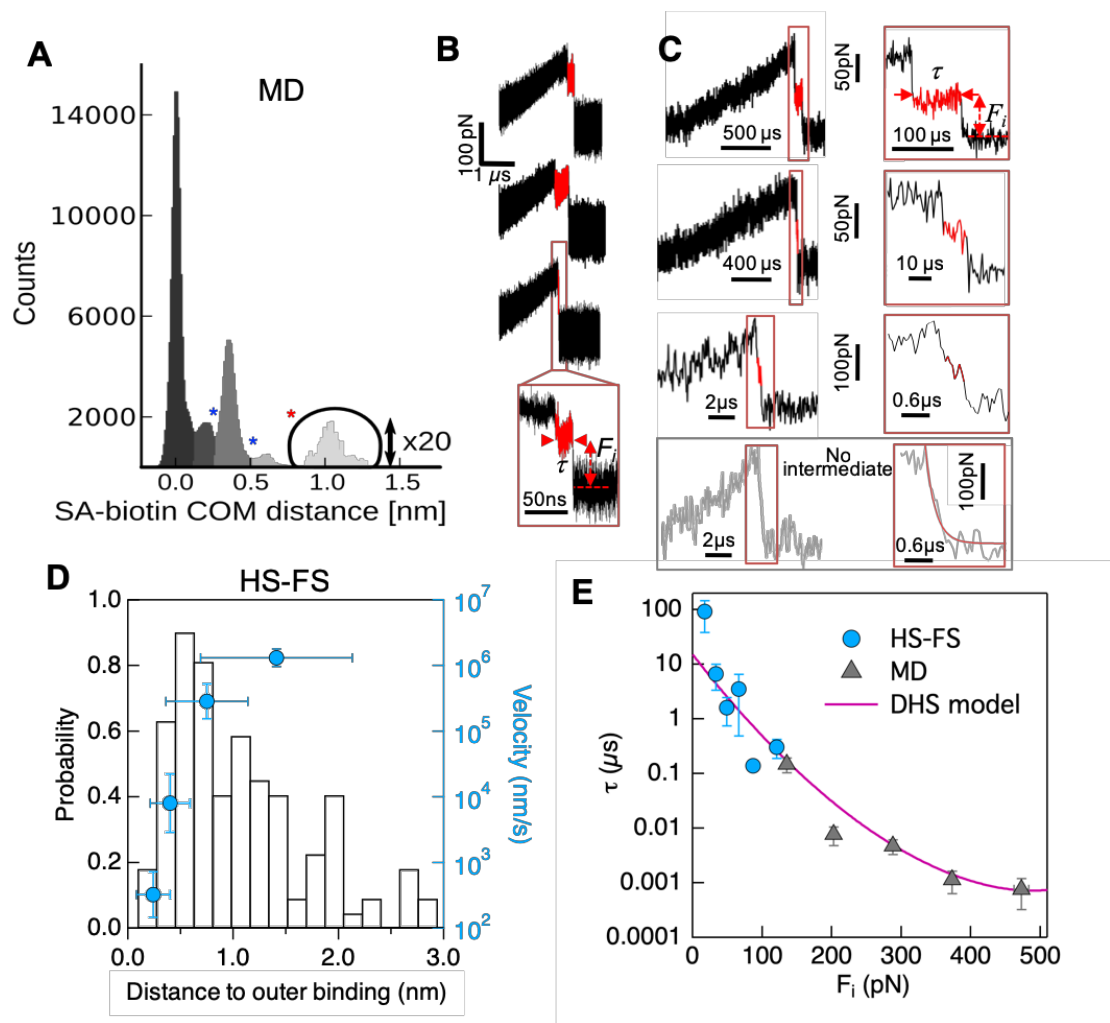 A
MD
Counts
14000
10000
6000
2000
*
*
*
x20
0.0
0.5
1.0
1.5
SA-biotin COM distance [nm]
B
100 pN
1 µs
τ
Fi
50ns
C
500 µs
50pN
τ
Fi
100 µs
400 µs
50pN
10 µs
2µs
100pN
0.6µs
No
intermediate
2µs
100pN
0.6µs
D
HS-FS
Probability
1.0
0.8
0.6
0.4
0.2
0.0
10⁷
10⁶
10⁵
10⁴
10³
10²
Velocity (nm/s)
0.0
1.0
2.0
3.0
Distance to outer binding (nm)
E
τ (µs)
100
10
1
0.1
0.01
0.001
0.0001
HS-FS
MD
DHS model
0
100
200
300
400
500
Fi (pN)